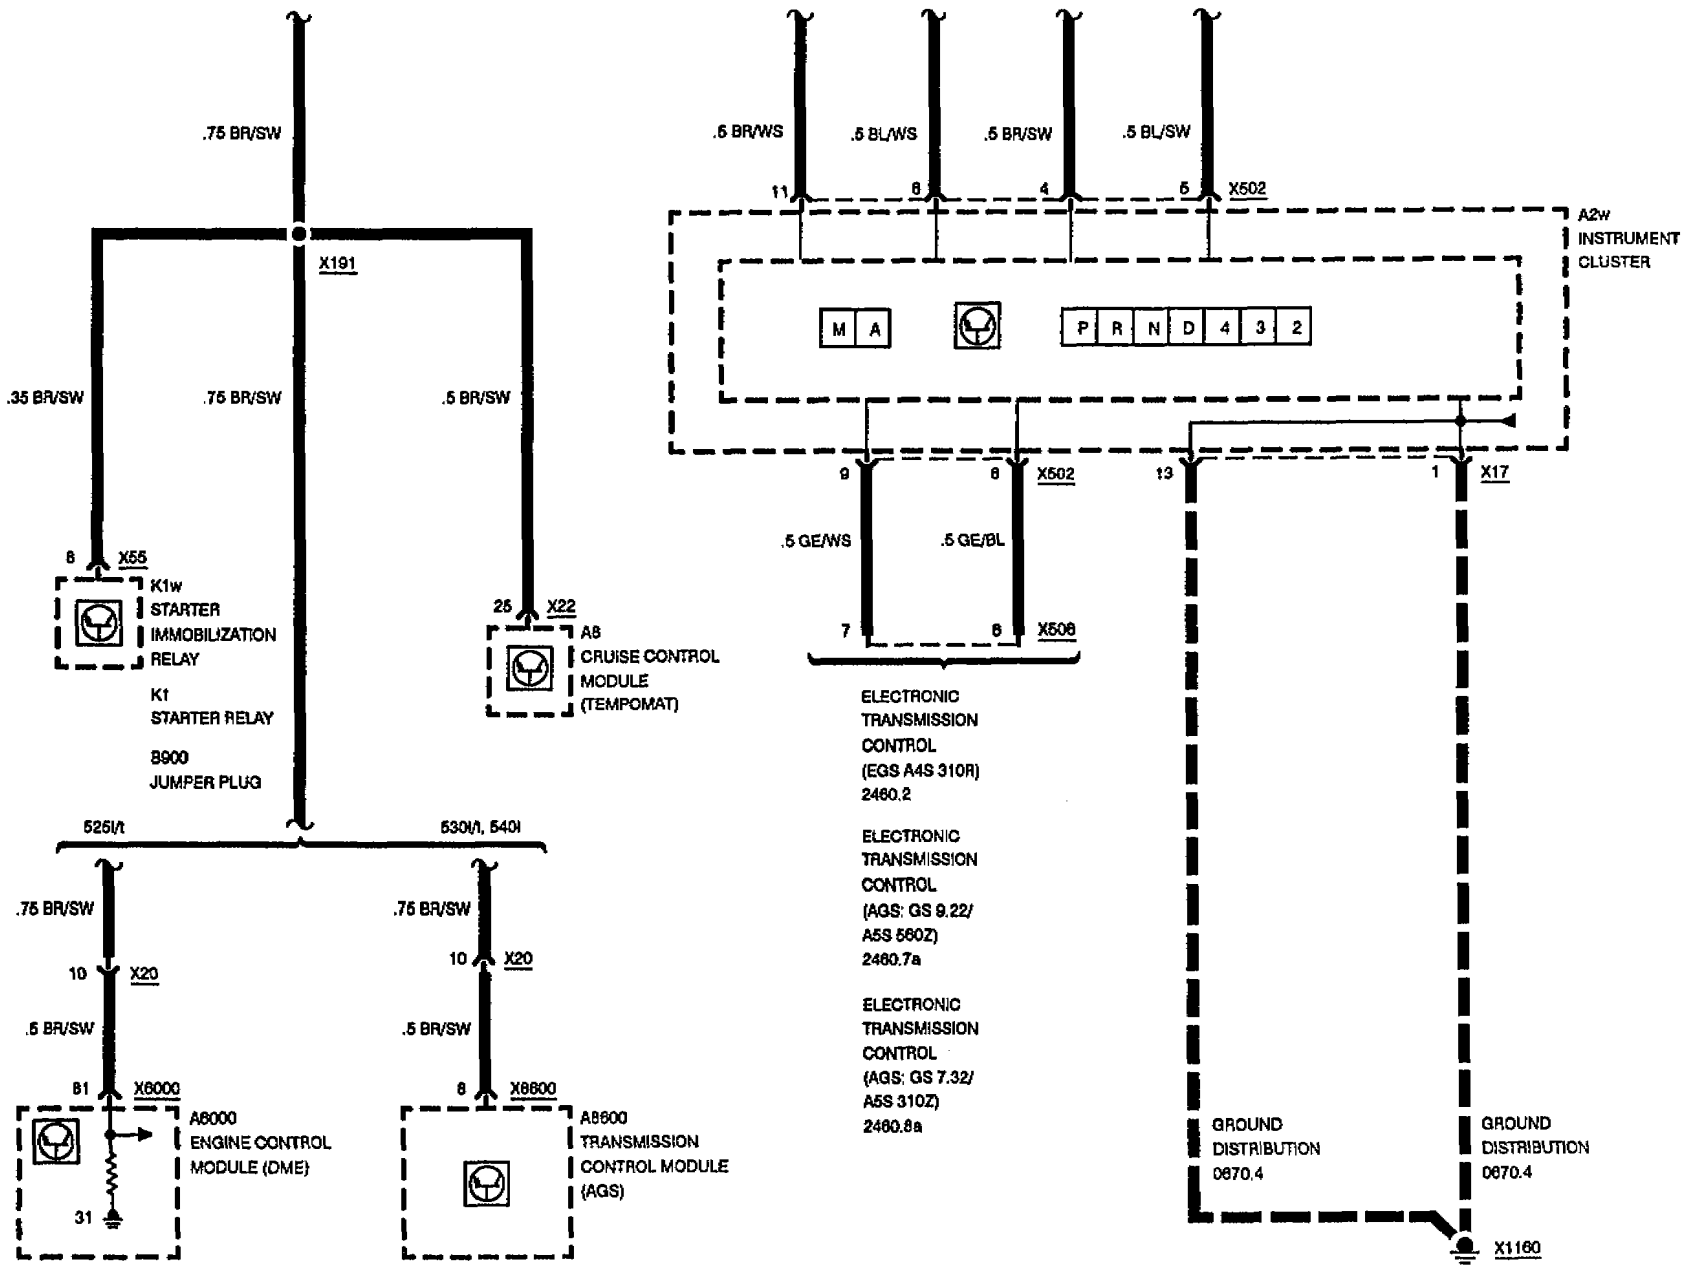 .75 BR/SW
X191
.35 BR/SW
.75 BR/SW
.5 BR/SW
8
X55
K1w
STARTER
IMMOBILIZATION
RELAY
K1
STARTER RELAY
B900
JUMPER PLUG
25
X22
A8
CRUISE CONTROL
MODULE
(TEMPOMAT)
525i/t
530i/t, 540i
.75 BR/SW
10
X20
.5 BR/SW
81
X6000
A6000
ENGINE CONTROL
MODULE (DME)
31
.75 BR/SW
10
X20
.5 BR/SW
8
X8600
A8600
TRANSMISSION
CONTROL MODULE
(AGS)
.5 BR/WS
.5 BL/WS
.5 BR/SW
.5 BL/SW
11
6
4
5
X502
A2w
INSTRUMENT
CLUSTER
M A
P R N D 4 3 2
9
8
X502
13
1
X17
.5 GE/WS
.5 GE/BL
7
6
X506
ELECTRONIC
TRANSMISSION
CONTROL
(EGS A4S 310R)
2460.2
ELECTRONIC
TRANSMISSION
CONTROL
(AGS: GS 9.22/
A5S 560Z)
2460.7a
ELECTRONIC
TRANSMISSION
CONTROL
(AGS: GS 7.32/
A5S 310Z)
2460.8a
GROUND
DISTRIBUTION
0670.4
GROUND
DISTRIBUTION
0670.4
X1160